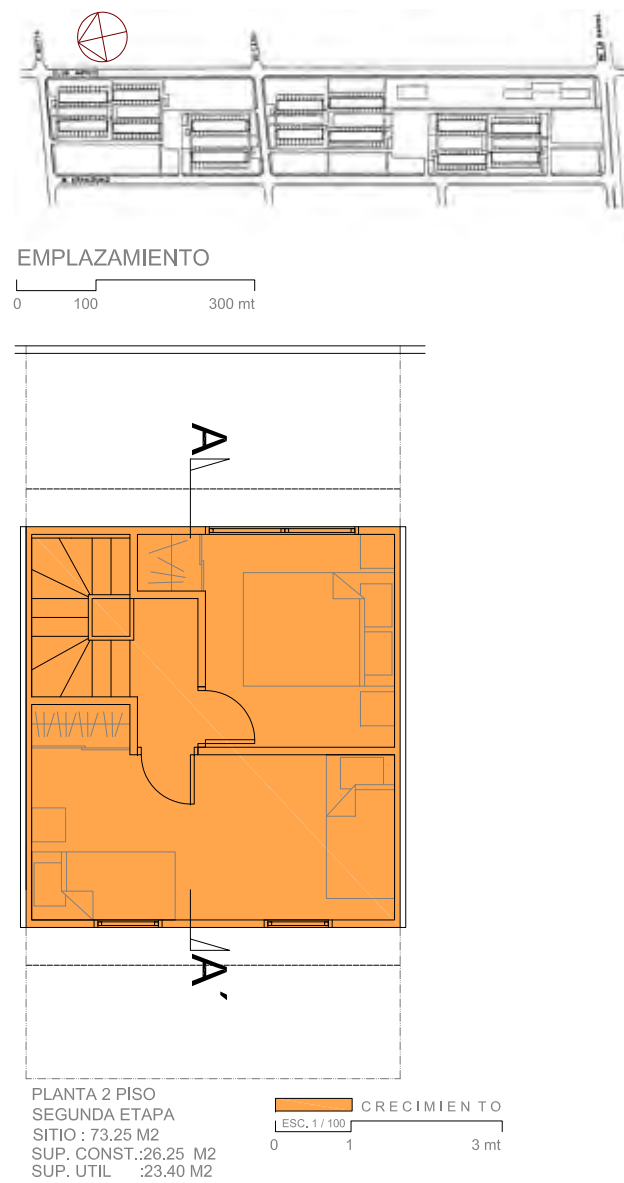 EMPLAZAMIENTO
0 100 300 mt
A
A´
PLANTA 2 PISO
SEGUNDA ETAPA
SITIO : 73.25 M2
SUP. CONST.:26.25 M2
SUP. UTIL :23.40 M2
CRECIMIENTO
ESC. 1 / 100
0 1 3 mt